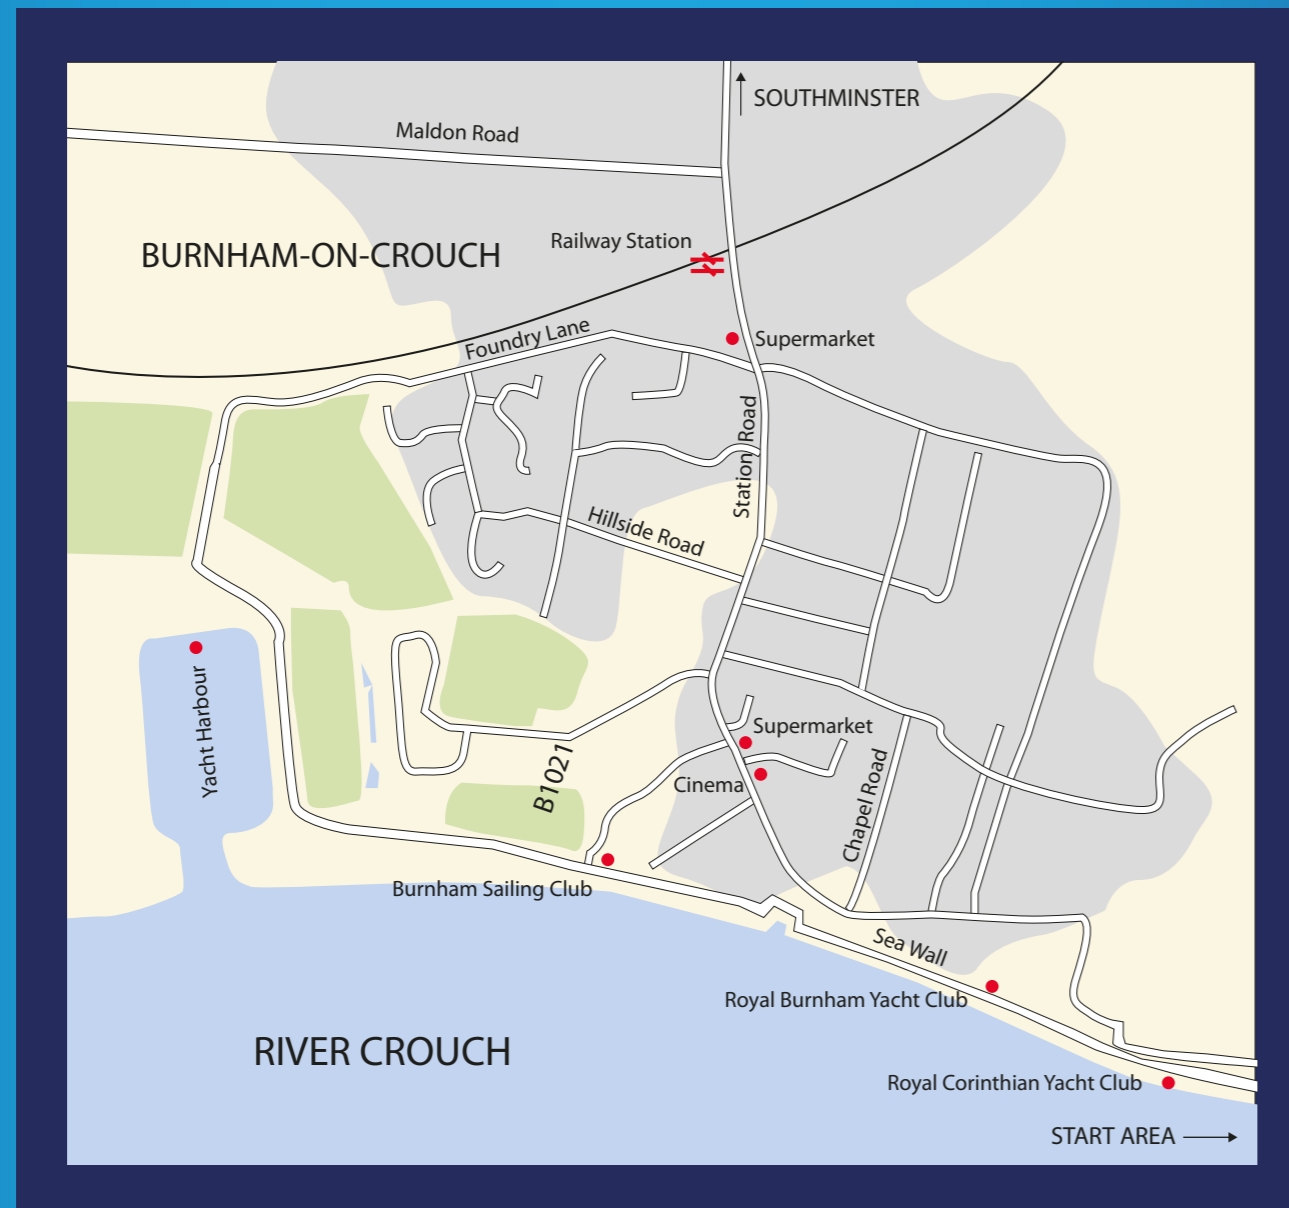 SOUTHMINSTER
Maldon Road
Railway Station
BURNHAM-ON-CROUCH
Foundry Lane
Supermarket
Station Road
Hillside Road
Yacht Harbour
Supermarket
B1021
Cinema
Chapel Road
Burnham Sailing Club
Sea Wall
Royal Burnham Yacht Club
RIVER CROUCH
Royal Corinthian Yacht Club
START AREA